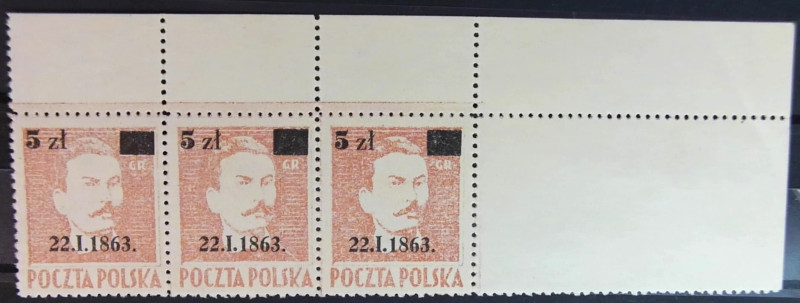 5 zł 5 zł 5 zł
GR GR GR
22.I.1863. 22.I.1863. 22.I.1863.
POCZTA POLSKA POCZTA POLSKA POCZTA POLSKA